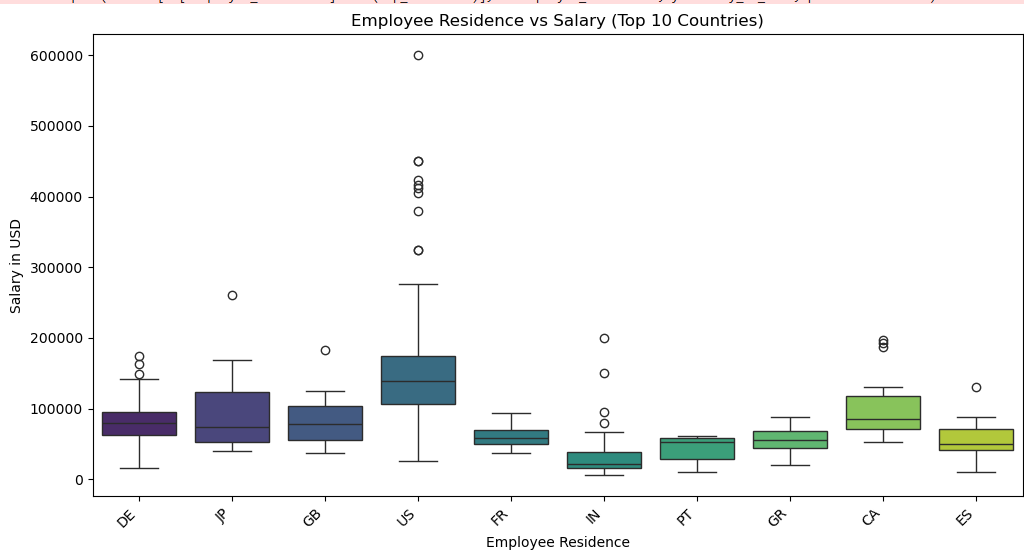 Employee Residence vs Salary (Top 10 Countries)
600000
500000
400000
300000
200000
100000
0
Salary in USD
DE JP GB US FR IN PT GR CA ES
Employee Residence